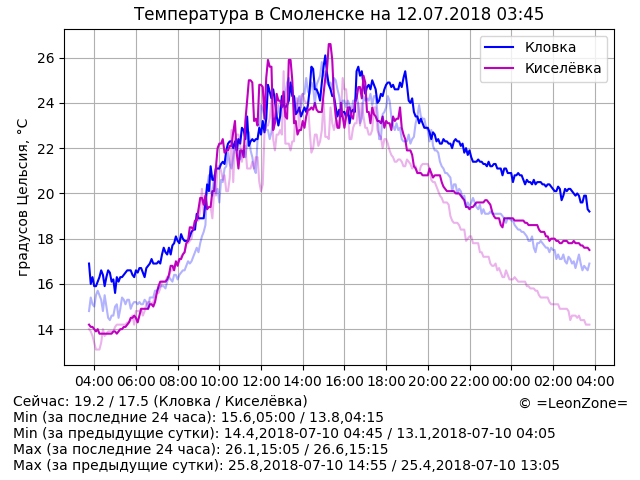 Температура в Смоленске на 12.07.2018 03:45
Кловка
Киселёвка
градусов Цельсия, °C
26
24
22
20
18
16
14
04:00 06:00 08:00 10:00 12:00 14:00 16:00 18:00 20:00 22:00 00:00 02:00 04:00
Сейчас: 19.2 / 17.5 (Кловка / Киселёвка)
© =LeonZone=
Min (за последние 24 часа): 15.6,05:00 / 13.8,04:15
Min (за предыдущие сутки): 14.4,2018-07-10 04:45 / 13.1,2018-07-10 04:05
Max (за последние 24 часа): 26.1,15:05 / 26.6,15:15
Max (за предыдущие сутки): 25.8,2018-07-10 14:55 / 25.4,2018-07-10 13:05